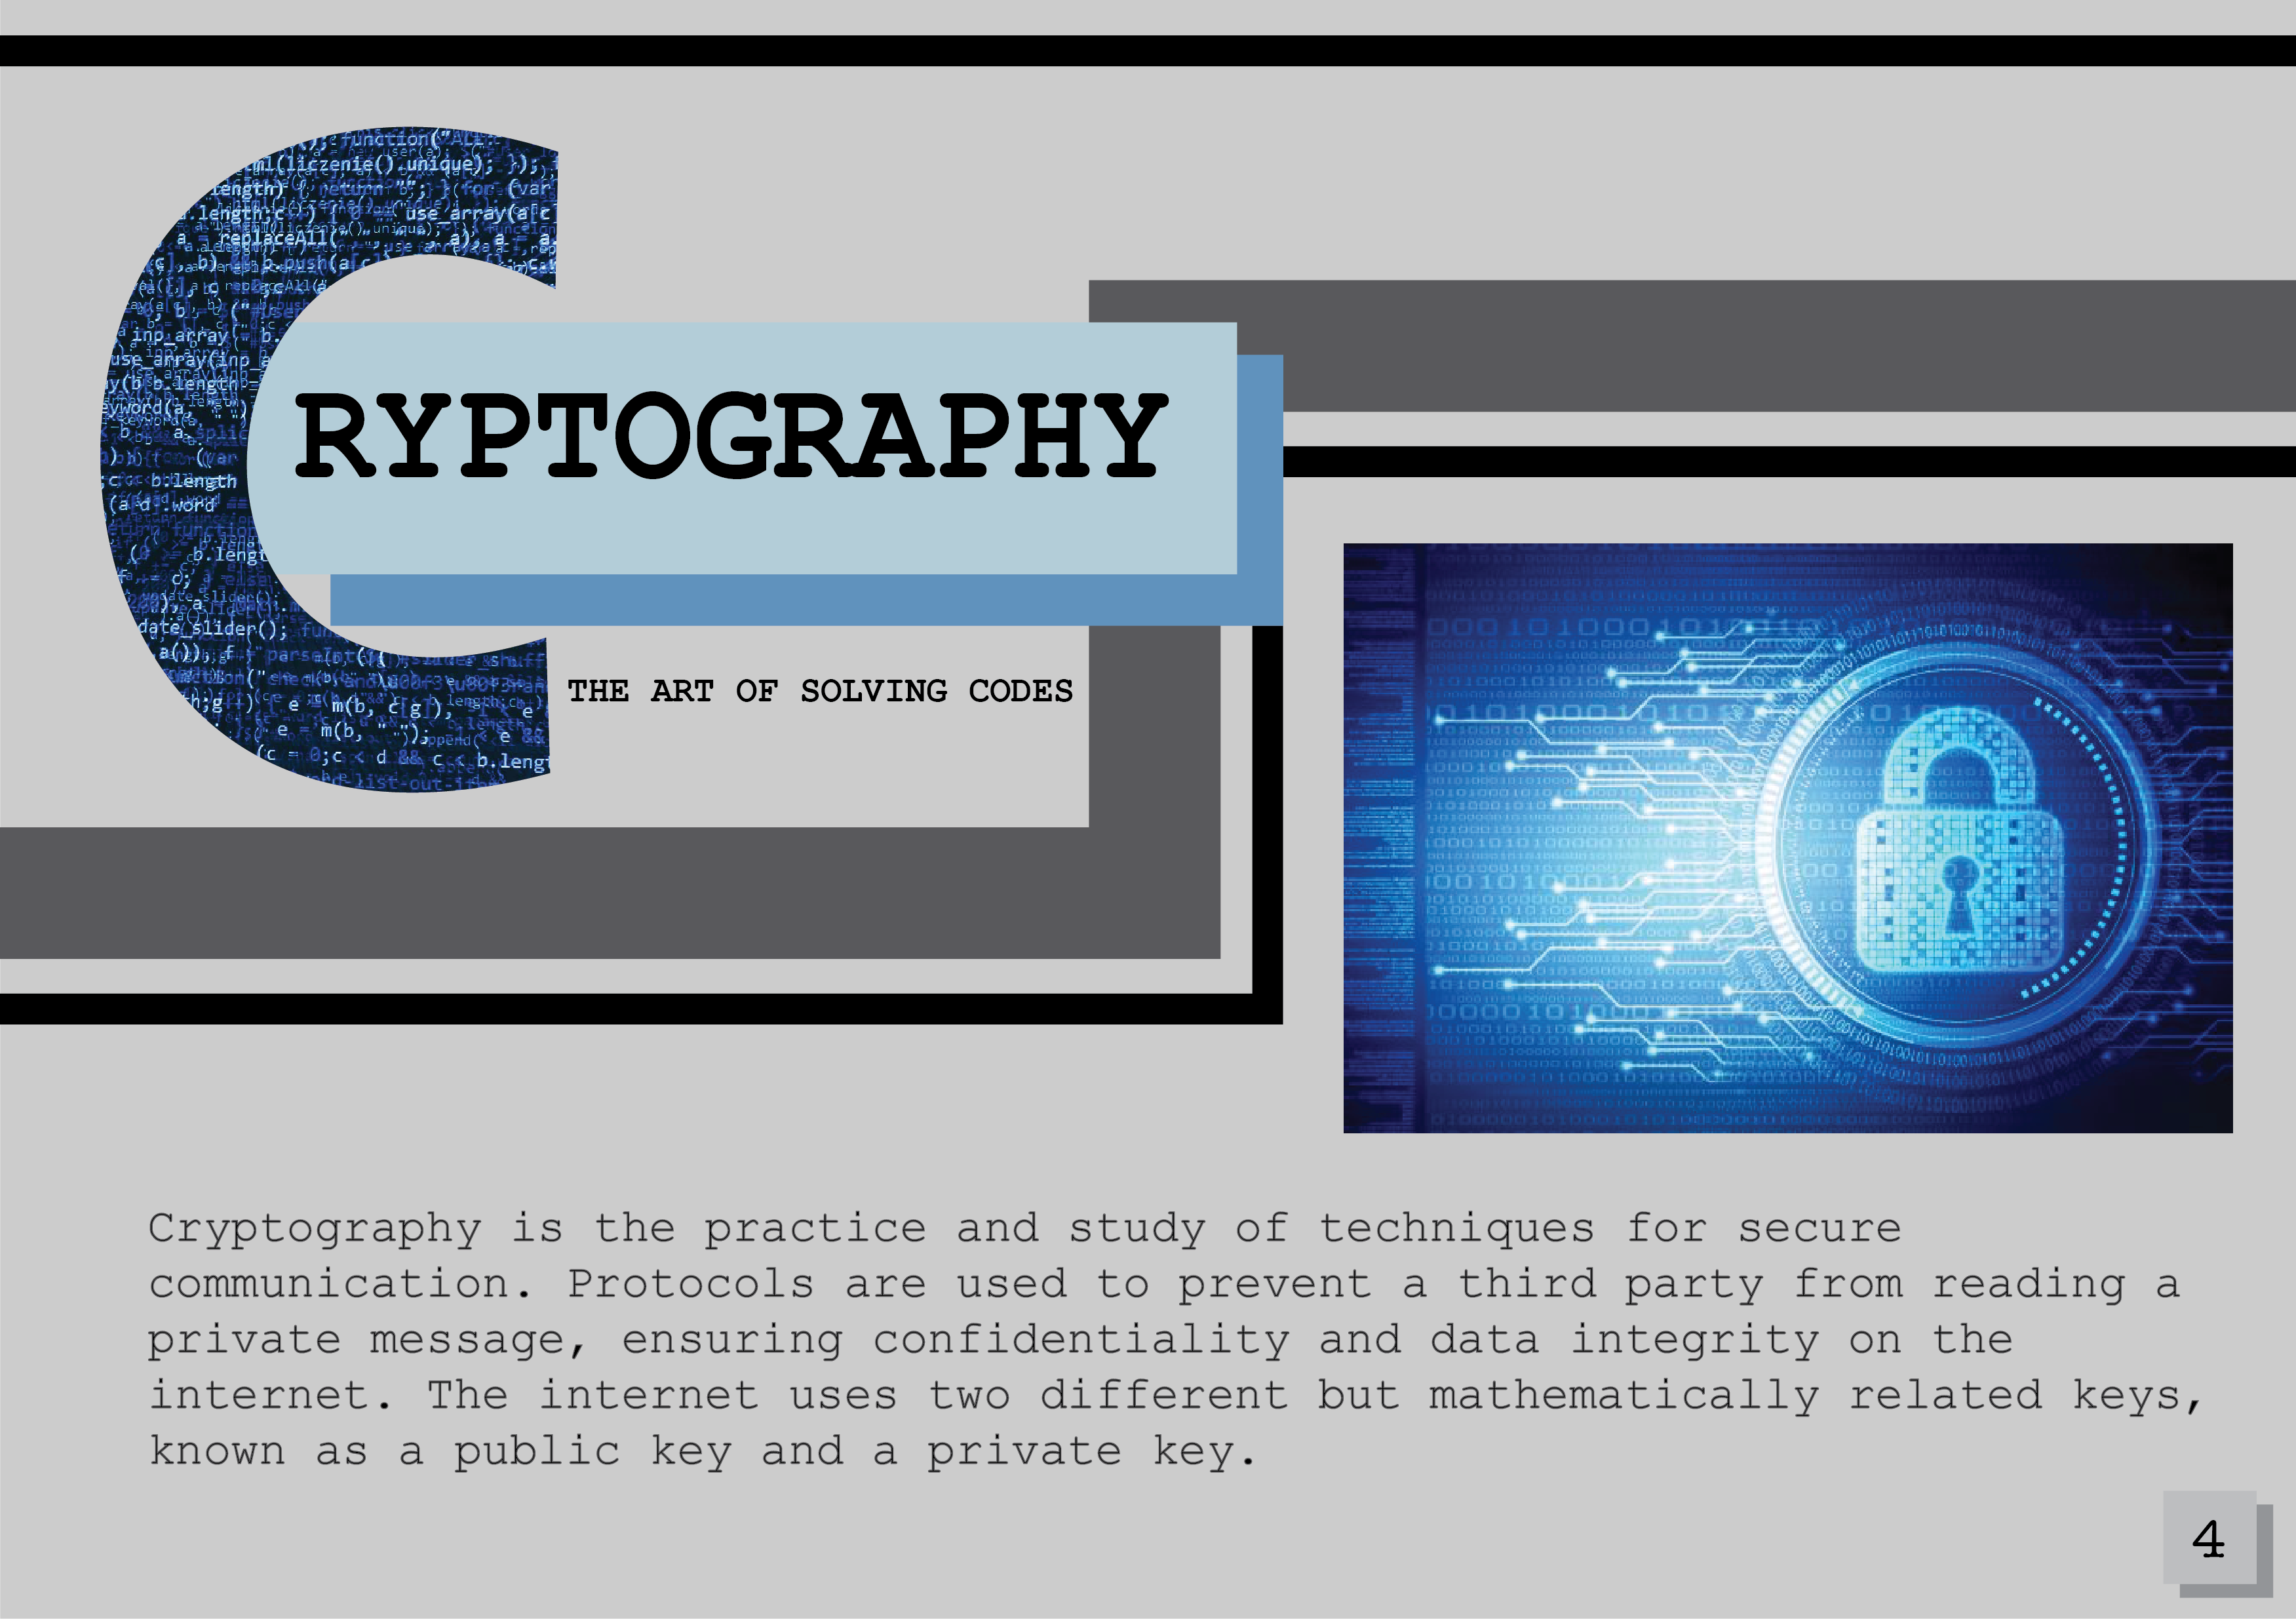 CRYPTOGRAPHY
THE ART OF SOLVING CODES
Cryptography is the practice and study of techniques for secure
communication. Protocols are used to prevent a third party from reading a
private message, ensuring confidentiality and data integrity on the
internet. The internet uses two different but mathematically related keys,
known as a public key and a private key.
4